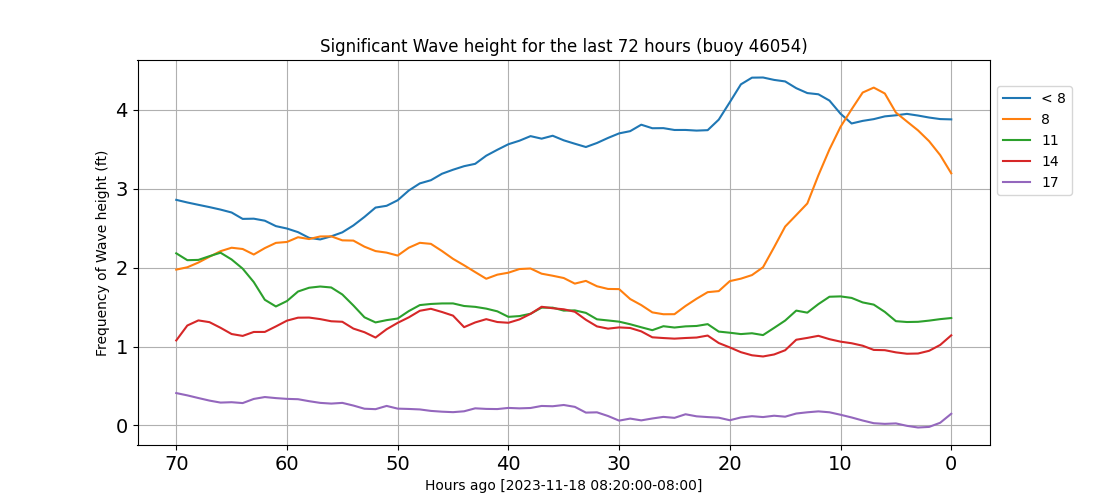 Significant Wave height for the last 72 hours (buoy 46054)
Frequency of Wave height (ft)
4
3
2
1
0
70 60 50 40 30 20 10 0
Hours ago [2023-11-18 08:20:00-08:00]
< 8
8
11
14
17